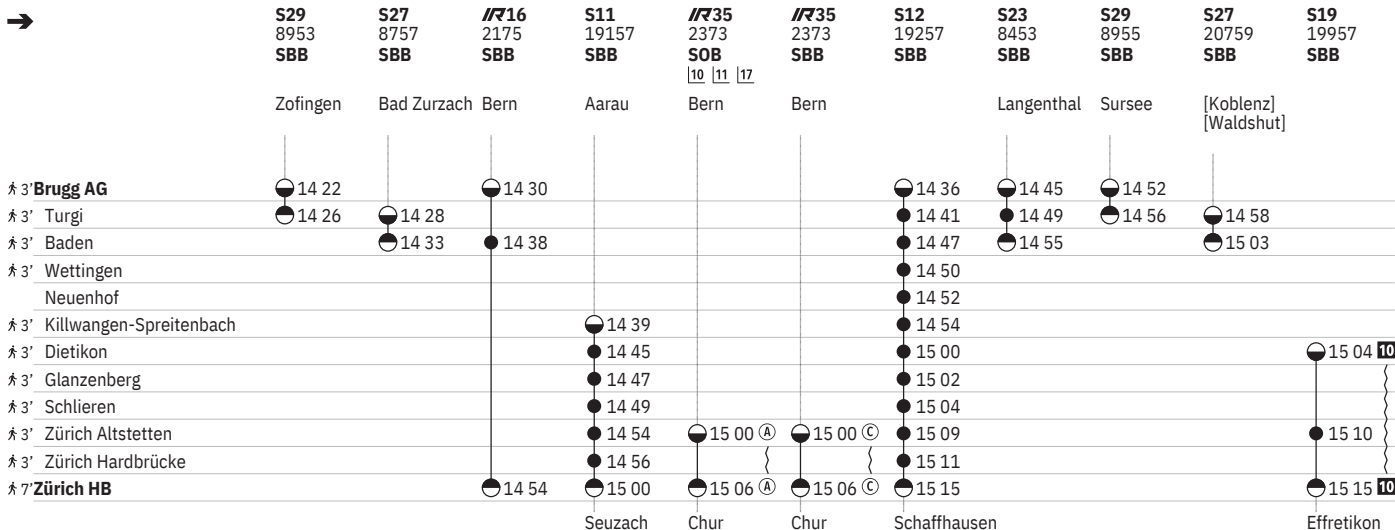 ➔ S29 S27 IR16 S11 IR35 IR35 S12 S23 S29 S27 S19
8953 8757 2175 19157 2373 2373 19257 8453 8955 20759 19957
SBB SBB SBB SBB SOB SBB SBB SBB SBB SBB SBB
10 11 17
Zofingen Bad Zurzach Bern Aarau Bern Bern Langenthal Sursee [Koblenz]
[Waldshut]
3' Brugg AG 14 22 14 30 14 36 14 45 14 52
3' Turgi 14 26 14 28 14 41 14 49 14 56 14 58
3' Baden 14 33 14 38 14 47 14 55 15 03
3' Wettingen 14 50
Neuenhof 14 52
3' Killwangen-Spreitenbach 14 39 14 54
3' Dietikon 14 45 15 00 15 04 10
3' Glanzenberg 14 47 15 02
3' Schlieren 14 49 15 04
3' Zürich Altstetten 14 54 15 00 Ⓐ 15 00 Ⓒ 15 09 15 10
3' Zürich Hardbrücke 14 56 15 11
7' Zürich HB 14 54 15 00 15 06 Ⓐ 15 06 Ⓒ 15 15 15 15 10
Seuzach Chur Chur Schaffhausen Effretikon